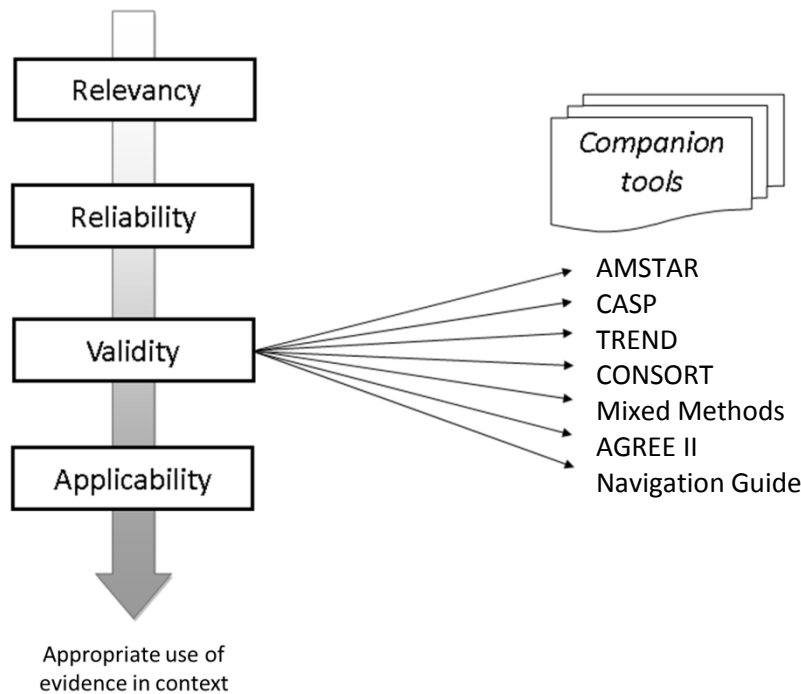 Relevancy
Reliability
Validity
Applicability
Appropriate use of
evidence in context
Companion
tools
AMSTAR
CASP
TREND
CONSORT
Mixed Methods
AGREE II
Navigation Guide